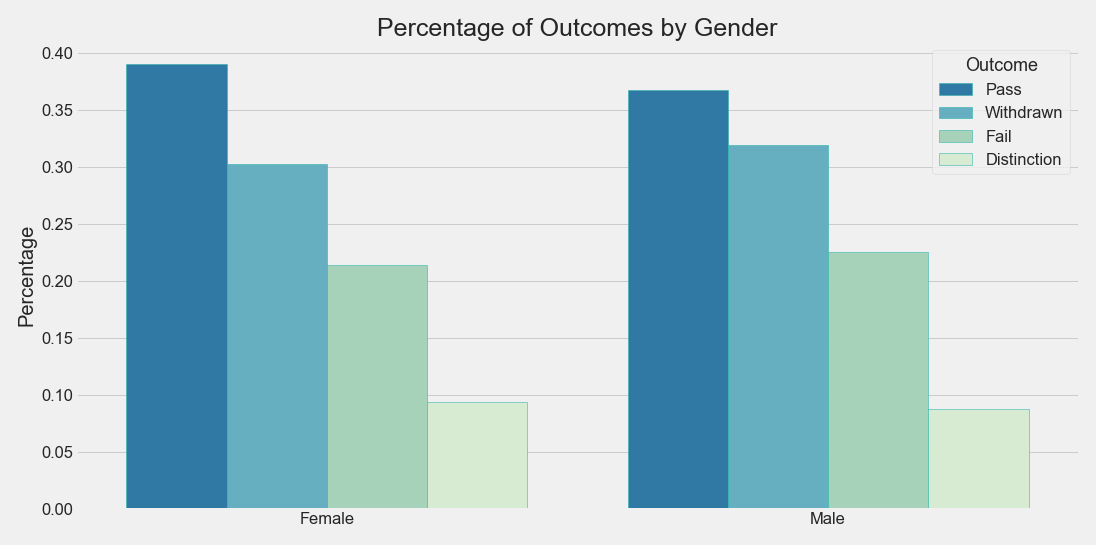 Percentage of Outcomes by Gender
Outcome
Pass
Withdrawn
Fail
Distinction
Percentage
0.40
0.35
0.30
0.25
0.20
0.15
0.10
0.05
0.00
Female
Male